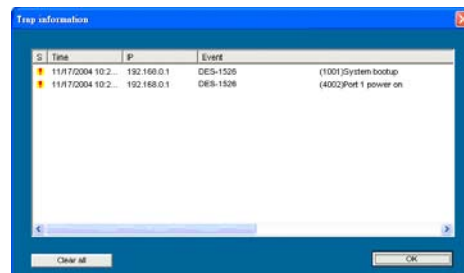 Trap information
S Time IP Event
! 11/17/2004 10:2... 192.168.0.1 DES-1526 (1001)System bootup
! 11/17/2004 10:2... 192.168.0.1 DES-1526 (4002)Port 1 power on
Clear all OK